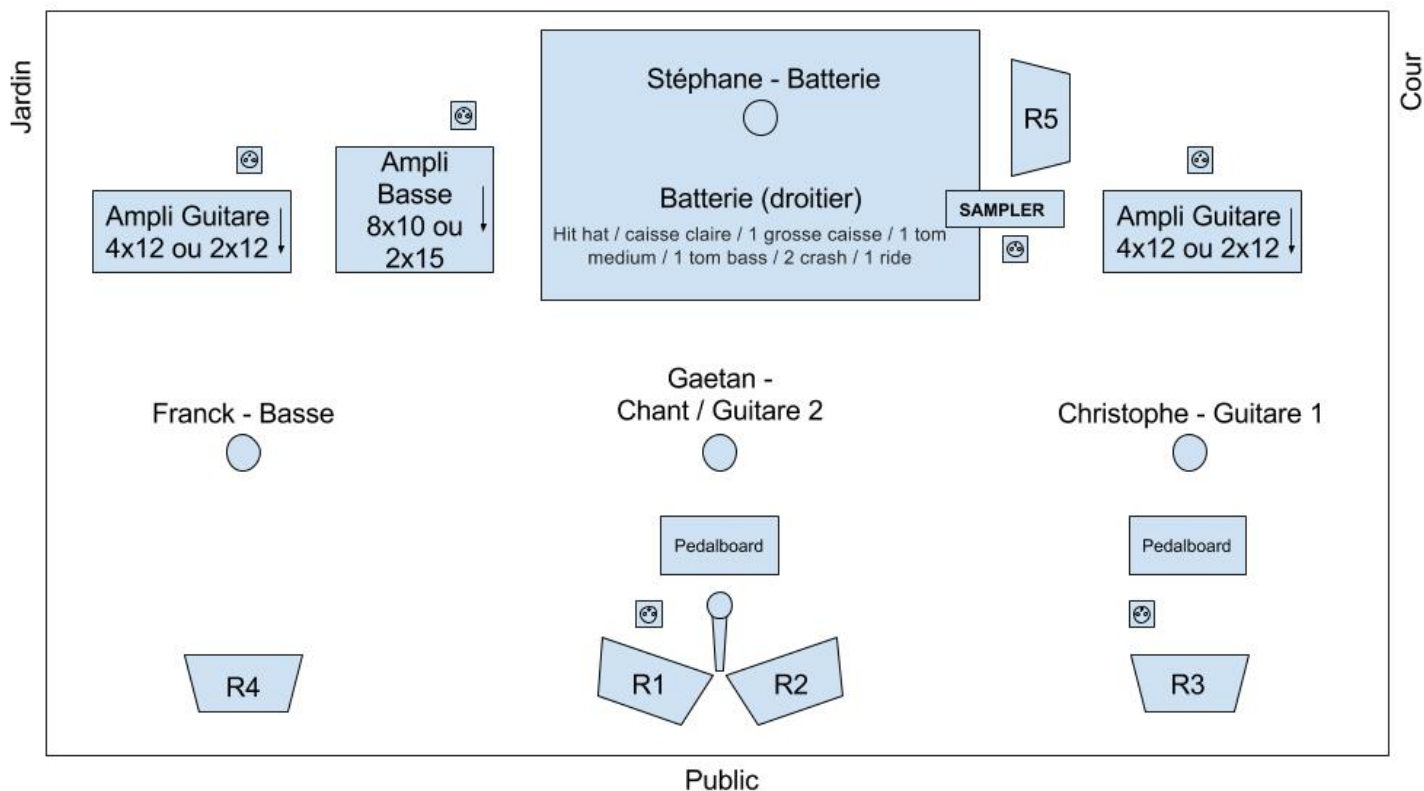 Jardin
Cour
Stéphane - Batterie
R5
Ampli
Basse
8x10 ou
2x15
Ampli Guitare
4x12 ou 2x12
Batterie (droitier)
Hit hat / caisse claire / 1 grosse caisse / 1 tom
medium / 1 tom bass / 2 crash / 1 ride
SAMPLER
Ampli Guitare
4x12 ou 2x12
Franck - Basse
Gaetan -
Chant / Guitare 2
Christophe - Guitare 1
Pedalboard
Pedalboard
R4
R1
R2
R3
Public